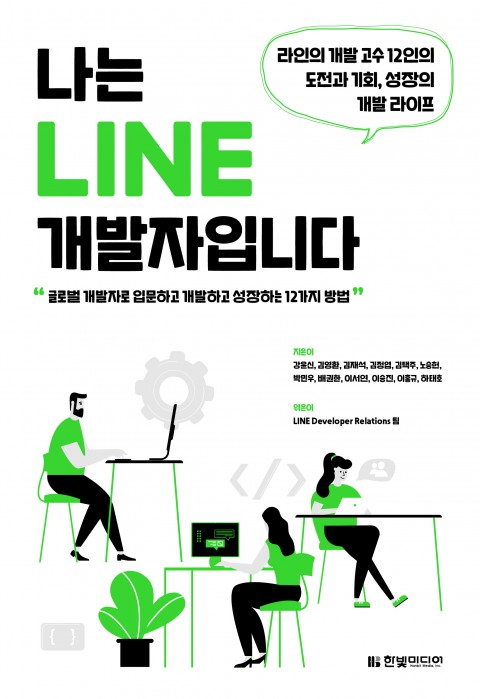 라인의 개발 고수 12인의
도전과 기회, 성장의
개발 라이프
나는
LINE
개발자입니다
“ 글로벌 개발자로 입문하고 개발하고 성장하는 12가지 방법 ”
지은이
강윤신, 김영환, 김재석, 김정엽, 김택주, 노승헌,
박민우, 배권한, 이서연, 이승진, 이홍규, 하태호
엮은이
LINE Developer Relations 팀
</>
{ }
한빛미디어
Hanbit Media, Inc.